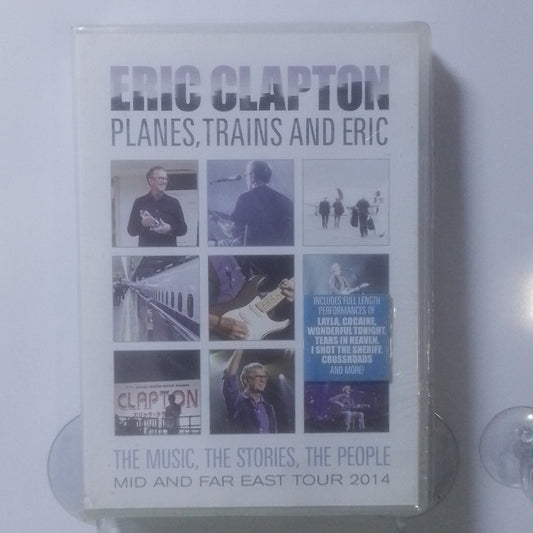 ERIC CLAPTON
PLANES, TRAINS AND ERIC
INCLUDES FULL LENGTH
PERFORMANCES OF
LAYLA, COCAINE,
WONDERFUL TONIGHT,
TEARS IN HEAVEN,
I SHOT THE SHERIFF,
CROSSROADS
AND MORE!
CLAPTON
THE MUSIC, THE STORIES, THE PEOPLE
MID AND FAR EAST TOUR 2014